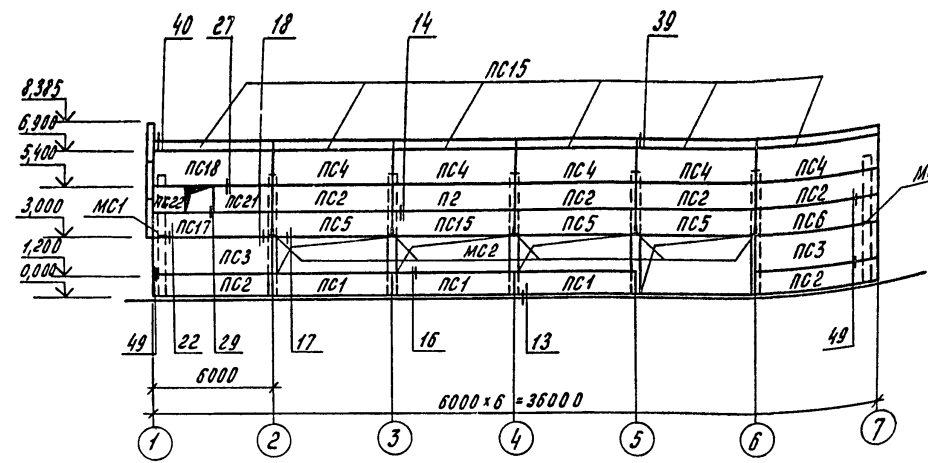 40 27 18 14 39
ПС15
8,385
6,900
5,400
3,000
1,200
0,000
ПС18 ПС4 ПС4 ПС4 ПС4 ПС4
ПС22 ПС21 ПС2 П2 ПС2 ПС2 ПС2
МС1 ПС17 ПС5 ПС15 ПС5 ПС5 ПС6
ПС3 МС2 ПС3
ПС2 ПС1 ПС1 ПС1 ПС2
49 22 29 17 16 13 49
6000
6000 x 6 = 36000
1 2 3 4 5 6 7